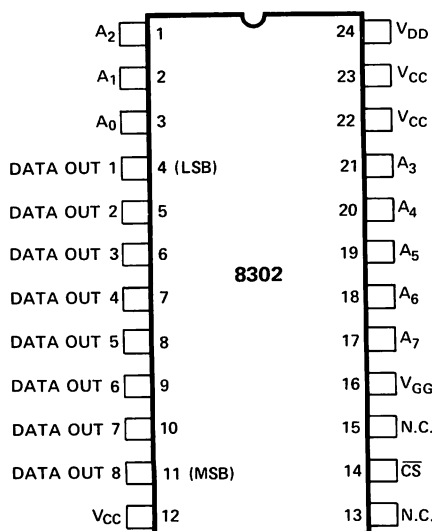 A2 1 24 VDD
A1 2 23 VCC
A0 3 22 VCC
DATA OUT 1 4 (LSB) 21 A3
DATA OUT 2 5 20 A4
DATA OUT 3 6 19 A5
8302
DATA OUT 4 7 18 A6
DATA OUT 5 8 17 A7
DATA OUT 6 9 16 VGG
DATA OUT 7 10 15 N.C.
DATA OUT 8 11 (MSB) 14 C̅S̅
VCC 12 13 N.C.